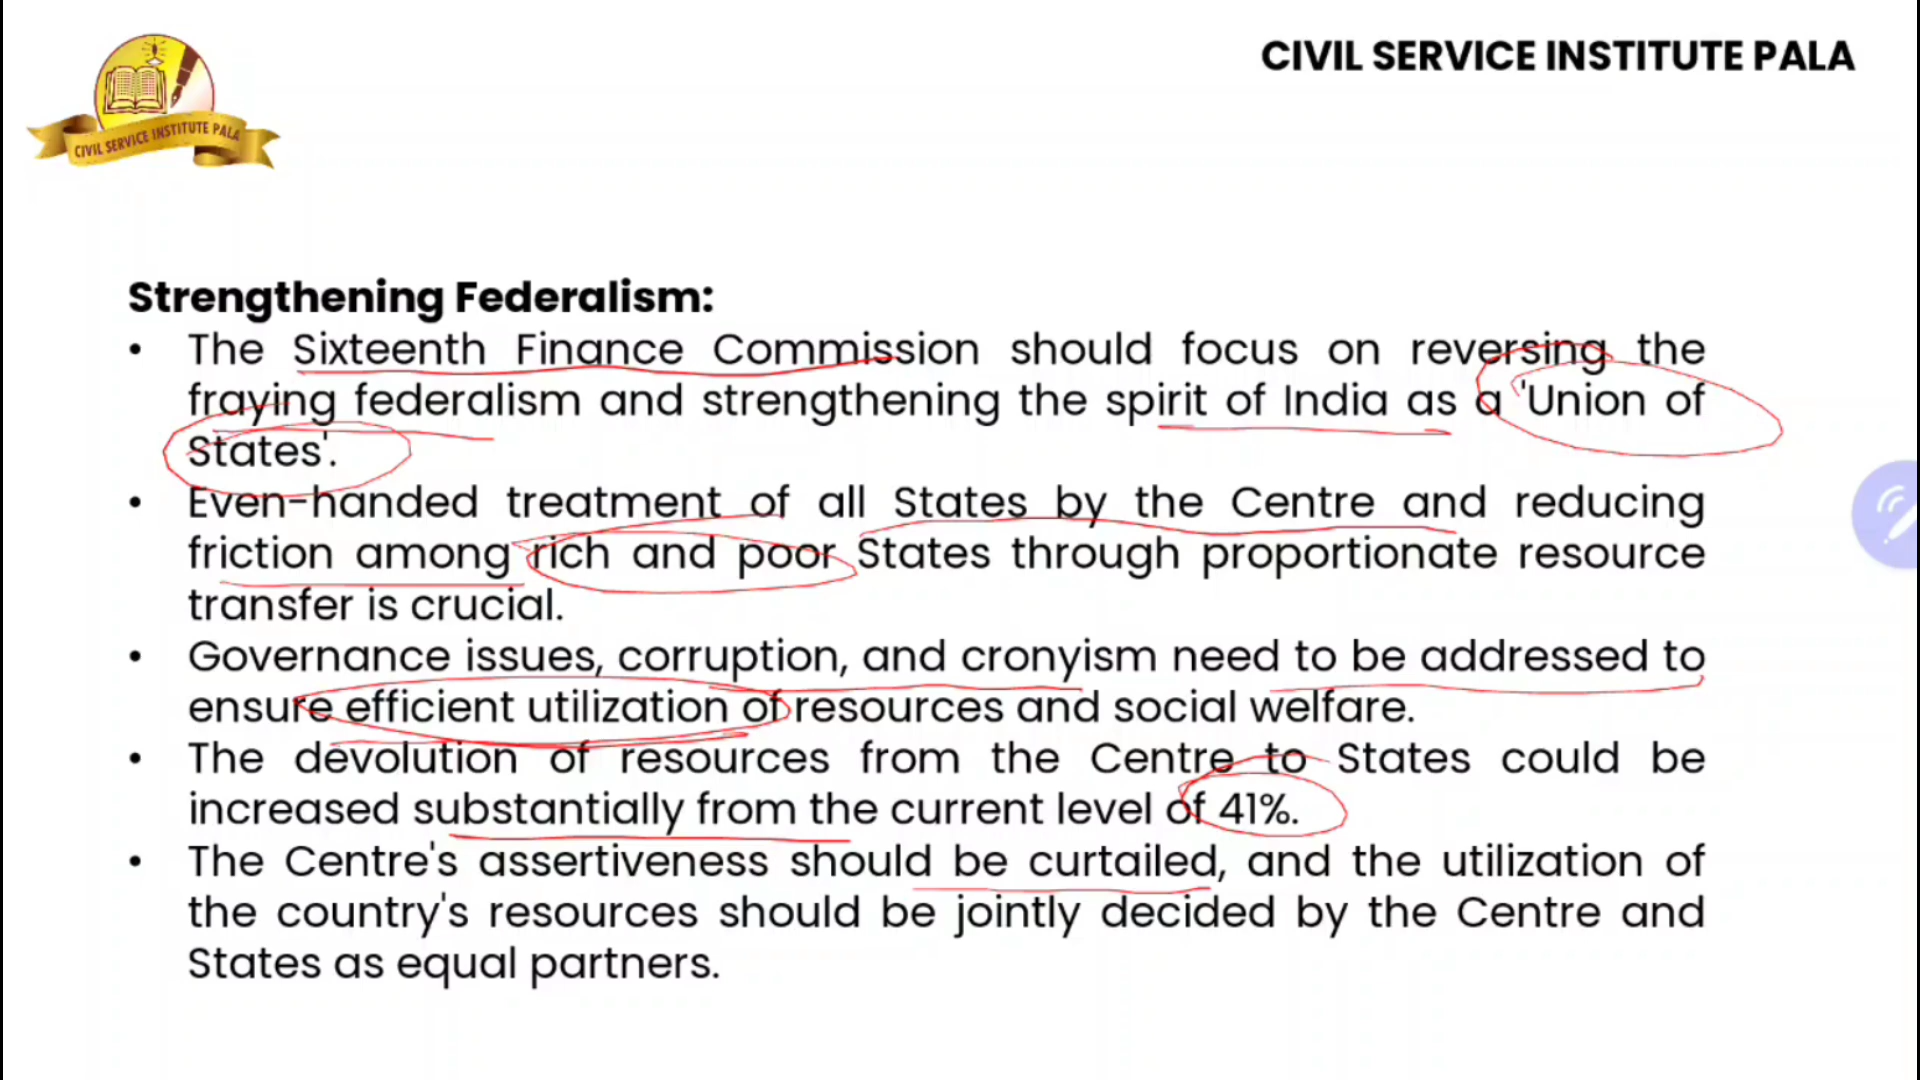 CIVIL SERVICE INSTITUTE PALA
CIVIL SERVICE INSTITUTE PALA
Strengthening Federalism:
• The Sixteenth Finance Commission should focus on reversing the
fraying federalism and strengthening the spirit of India as a 'Union of
States'.
• Even-handed treatment of all States by the Centre and reducing
friction among rich and poor States through proportionate resource
transfer is crucial.
• Governance issues, corruption, and cronyism need to be addressed to
ensure efficient utilization of resources and social welfare.
• The devolution of resources from the Centre to States could be
increased substantially from the current level of 41%.
• The Centre's assertiveness should be curtailed, and the utilization of
the country's resources should be jointly decided by the Centre and
States as equal partners.